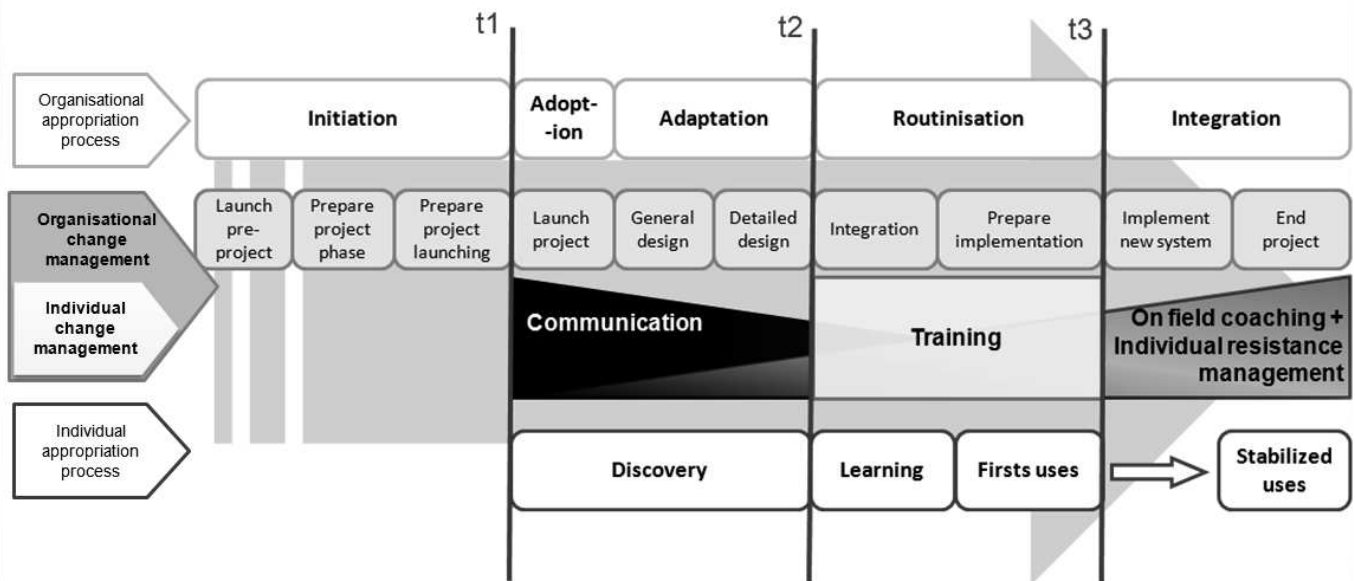 t1
t2
t3
Organisational
appropriation
process
Initiation
Adopt-
-ion
Adaptation
Routinisation
Integration
Organisational
change
management
Launch
pre-
project
Prepare
project
phase
Prepare
project
launching
Launch
project
General
design
Detailed
design
Integration
Prepare
implementation
Implement
new system
End
project
Individual
change
management
Communication
Training
On field coaching +
Individual resistance
management
Individual
appropriation
process
Discovery
Learning
Firsts uses
Stabilized
uses